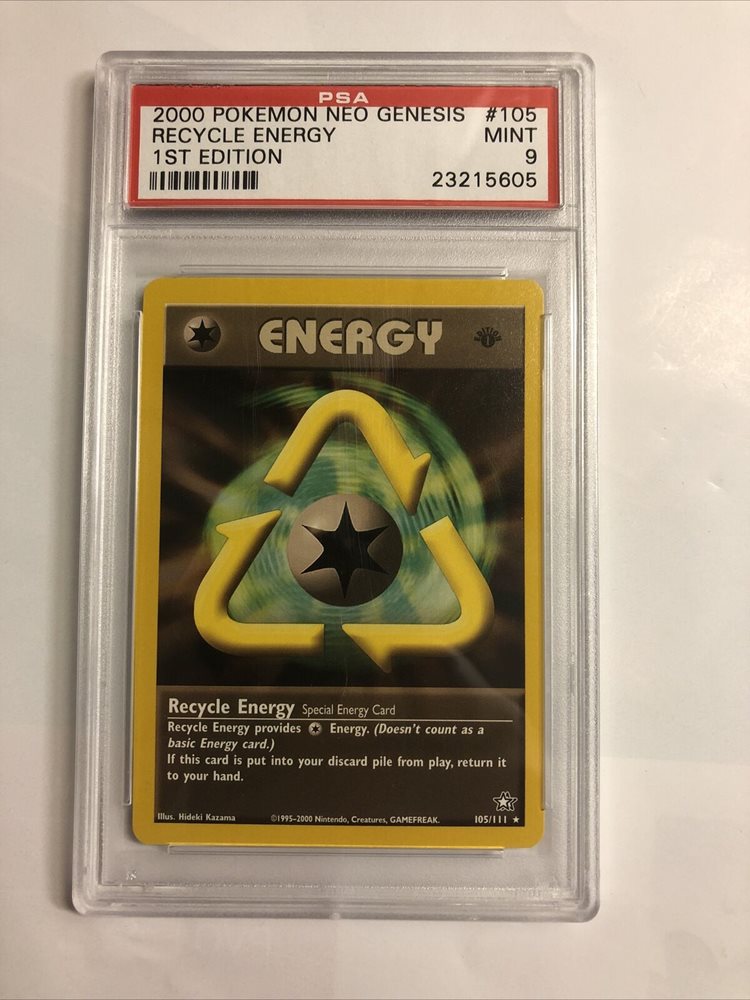 PSA
2000 POKEMON NEO GENESIS #105
RECYCLE ENERGY MINT
1ST EDITION 9
23215605
ENERGY
EDITION
1
Recycle Energy Special Energy Card
Recycle Energy provides Energy. (Doesn't count as a
basic Energy card.)
If this card is put into your discard pile from play, return it
to your hand.
Illus. Hideki Kazama ©1995-2000 Nintendo, Creatures, GAMEFREAK. 105/111 ★